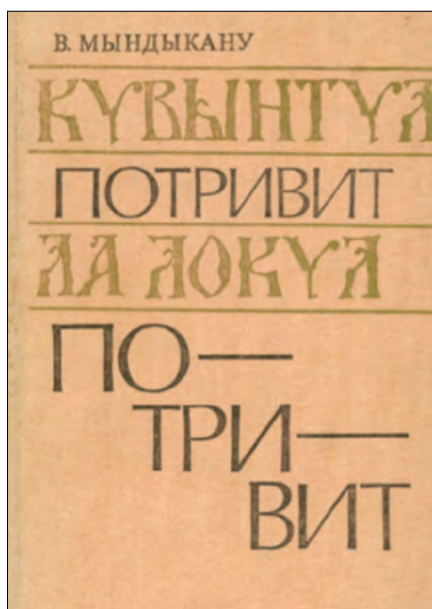 В. МЫНДЫКАНУ
КУВЫНТУЛ
ПОТРИВИТ
ЛА ЛОКУЛ
ПО—
ТРИ—
ВИТ